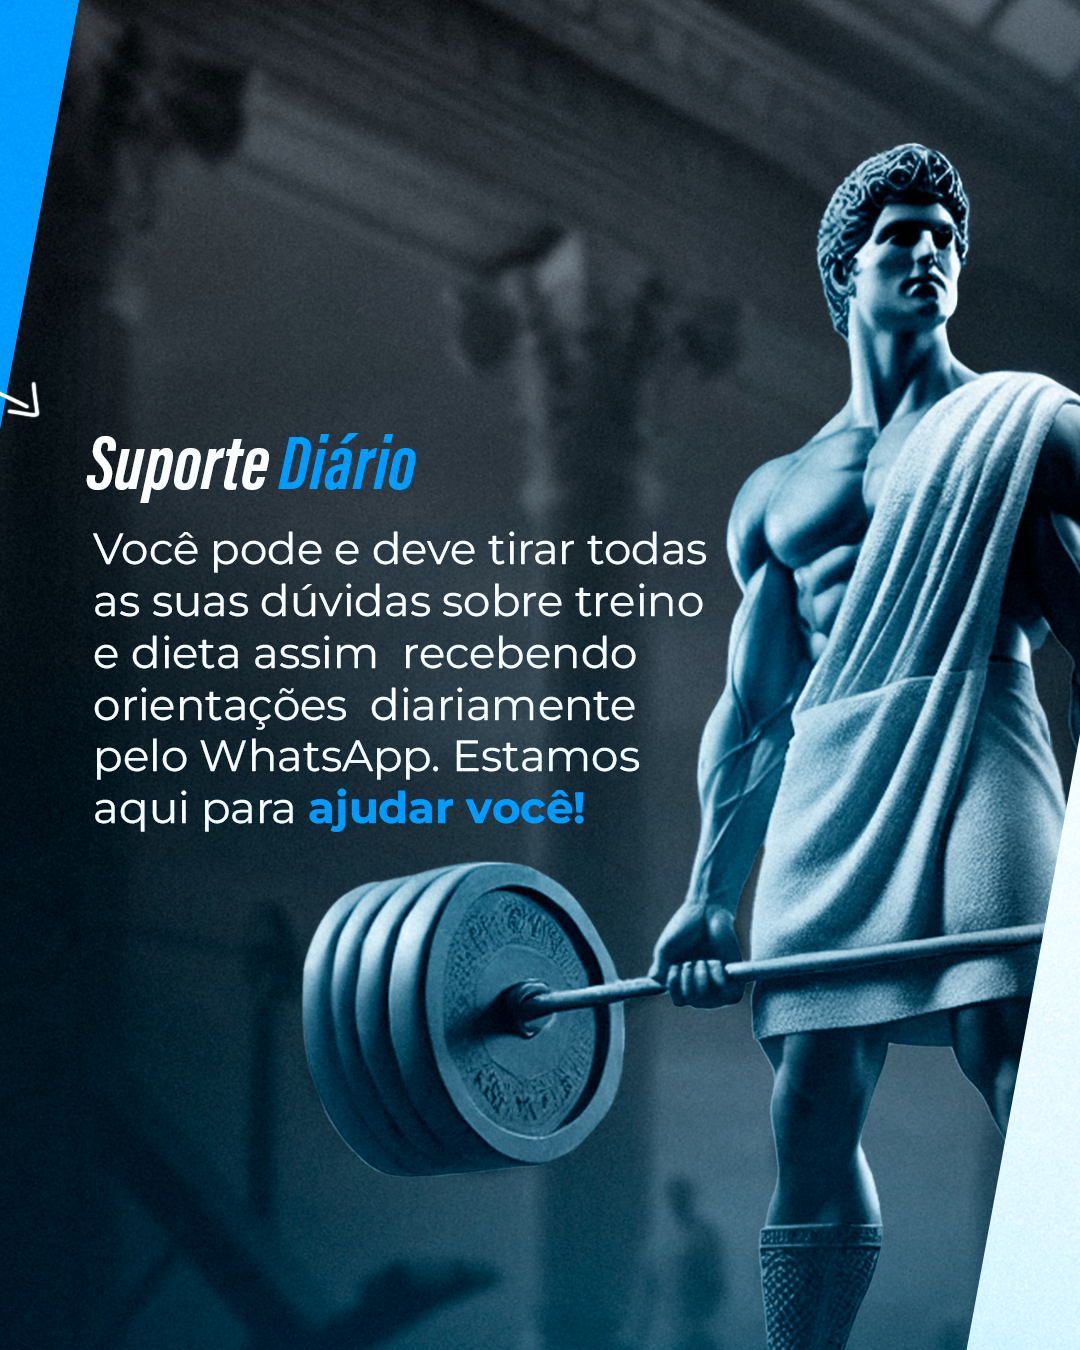 Suporte Diário
Você pode e deve tirar todas
as suas dúvidas sobre treino
e dieta assim  recebendo
orientações  diariamente
pelo WhatsApp. Estamos
aqui para ajudar você!